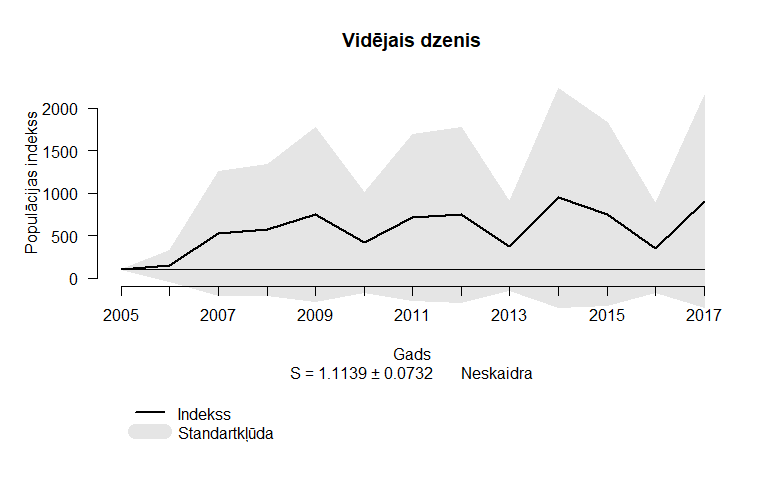 Vidējais dzenis
Populācijas indekss
2000
1500
1000
500
0
2005 2007 2009 2011 2013 2015 2017
Gads
S = 1.1139 ± 0.0732 Neskaidra
Indekss
Standartkļūda